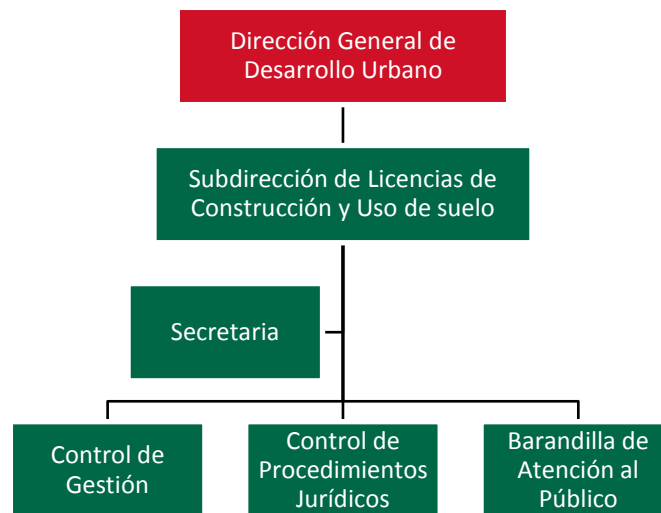 Dirección General de
Desarrollo Urbano
Subdirección de Licencias de
Construcción y Uso de suelo
Secretaria
Control de
Gestión
Control de
Procedimientos
Jurídicos
Barandilla de
Atención al
Público